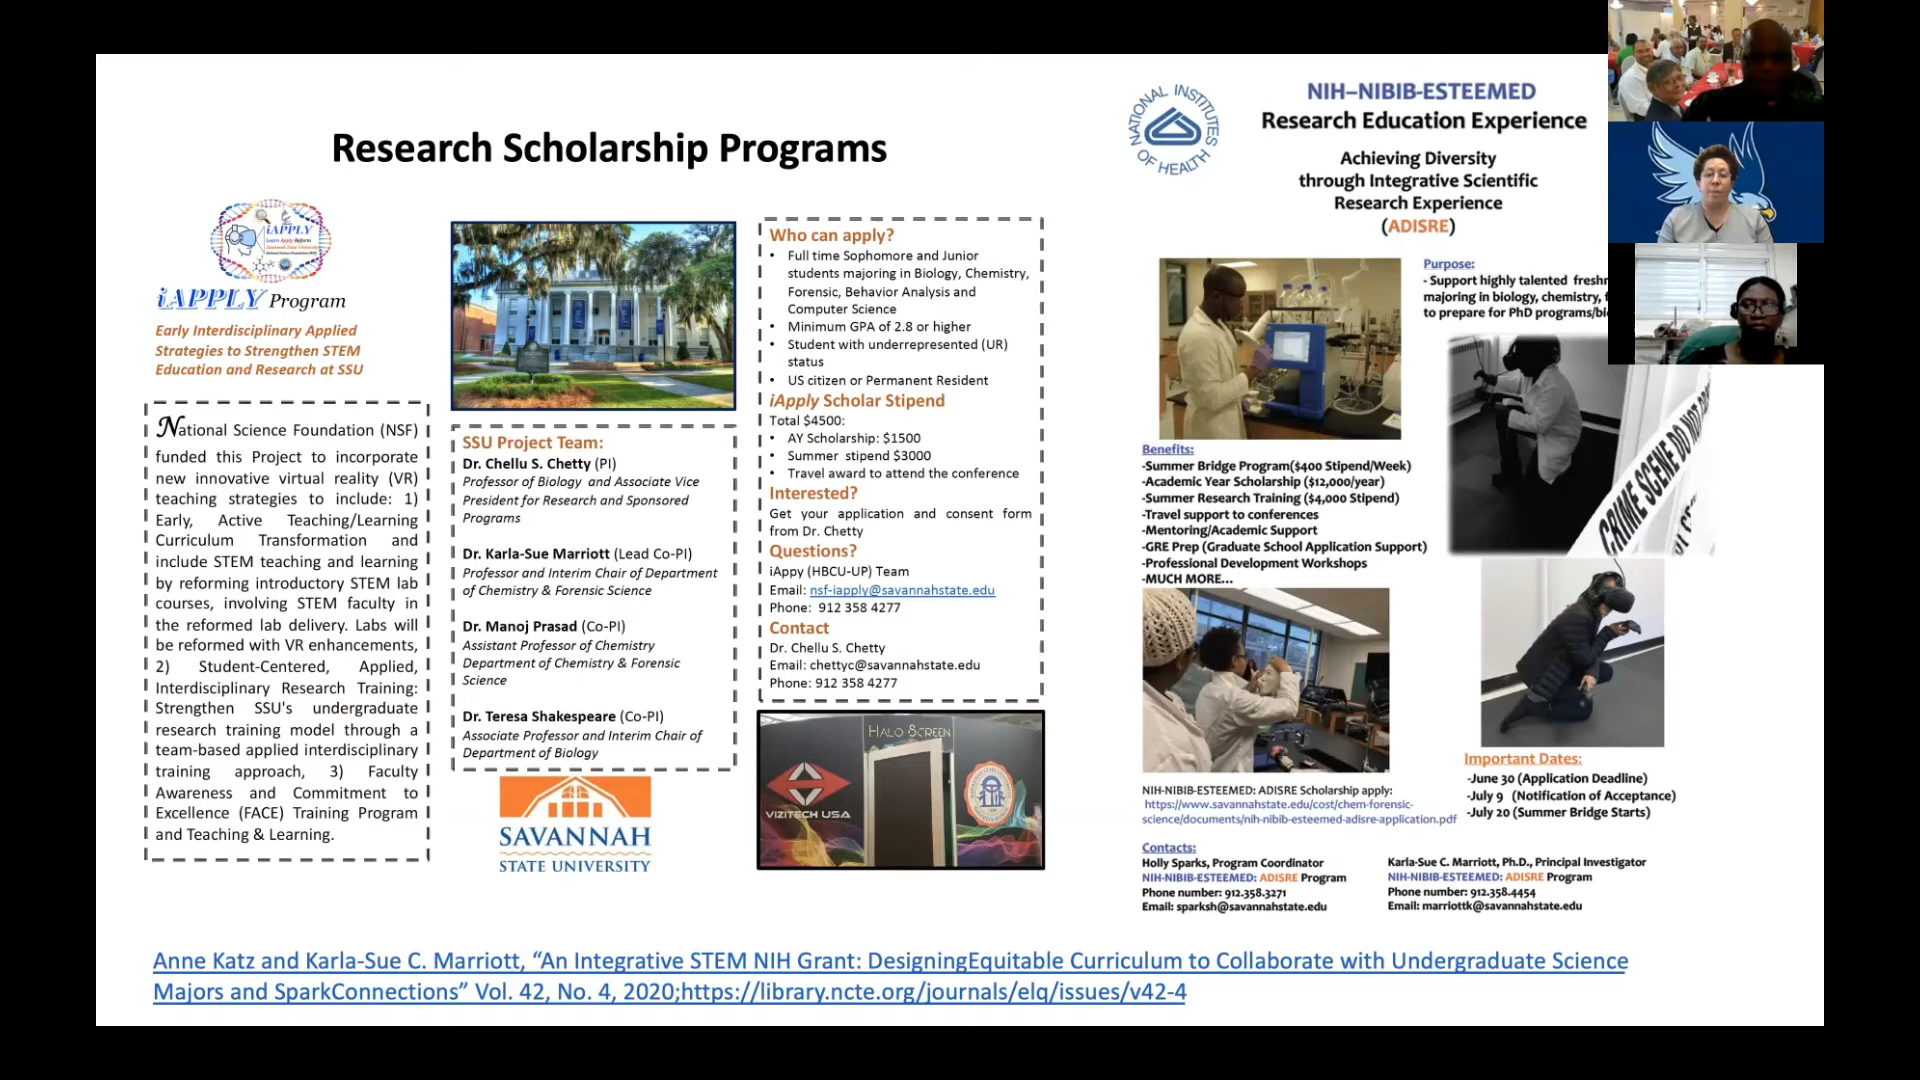 Research Scholarship Programs
iAPPLY
Learn Apply Reform
Savannah State University
iAPPLY Program
Early Interdisciplinary Applied
Strategies to Strengthen STEM
Education and Research at SSU
National Science Foundation (NSF)
funded this Project to incorporate
new innovative virtual reality (VR)
teaching strategies to include: 1)
Early, Active Teaching/Learning
Curriculum Transformation and
include STEM teaching and learning
by reforming introductory STEM lab
courses, involving STEM faculty in
the reformed lab delivery. Labs will
be reformed with VR enhancements,
2) Student-Centered, Applied,
Interdisciplinary Research Training:
Strengthen SSU's undergraduate
research training model through a
team-based applied interdisciplinary
training approach, 3) Faculty
Awareness and Commitment to
Excellence (FACE) Training Program
and Teaching & Learning.
SSU Project Team:
Dr. Chellu S. Chetty (PI)
Professor of Biology and Associate Vice
President for Research and Sponsored
Programs
Dr. Karla-Sue Marriott (Lead Co-PI)
Professor and Interim Chair of Department
of Chemistry & Forensic Science
Dr. Manoj Prasad (Co-PI)
Assistant Professor of Chemistry
Department of Chemistry & Forensic
Science
Dr. Teresa Shakespeare (Co-PI)
Associate Professor and Interim Chair of
Department of Biology
SAVANNAH
STATE UNIVERSITY
Who can apply?
• Full time Sophomore and Junior
students majoring in Biology, Chemistry,
Forensic, Behavior Analysis and
Computer Science
• Minimum GPA of 2.8 or higher
• Student with underrepresented (UR)
status
• US citizen or Permanent Resident
iApply Scholar Stipend
Total $4500:
• AY Scholarship: $1500
• Summer stipend $3000
• Travel award to attend the conference
Interested?
Get your application and consent form
from Dr. Chetty
Questions?
iAppy (HBCU-UP) Team
Email: nsf-iapply@savannahstate.edu
Phone: 912 358 4277
Contact
Dr. Chellu S. Chetty
Email: chettyc@savannahstate.edu
Phone: 912 358 4277
HALO SCREEN
VIZITECH USA
NATIONAL INSTITUTES
OF HEALTH
NIH–NIBIB-ESTEEMED
Research Education Experience
Achieving Diversity
through Integrative Scientific
Research Experience
(ADISRE)
Purpose:
- Support highly talented freshm
majoring in biology, chemistry, f
to prepare for PhD programs/bi
Benefits:
-Summer Bridge Program($400 Stipend/Week)
-Academic Year Scholarship ($12,000/year)
-Summer Research Training ($4,000 Stipend)
-Travel support to conferences
-Mentoring/Academic Support
-GRE Prep (Graduate School Application Support)
-Professional Development Workshops
-MUCH MORE...
CRIME SCENE DO NOT CR
Important Dates:
-June 30 (Application Deadline)
-July 9 (Notification of Acceptance)
-July 20 (Summer Bridge Starts)
NIH-NIBIB-ESTEEMED: ADISRE Scholarship apply:
https://www.savannahstate.edu/cost/chem-forensic-
science/documents/nih-nibib-esteemed-adisre-application.pdf
Contacts:
Holly Sparks, Program Coordinator
NIH-NIBIB-ESTEEMED: ADISRE Program
Phone number: 912.358.3271
Email: sparksh@savannahstate.edu
Karla-Sue C. Marriott, Ph.D., Principal Investigator
NIH-NIBIB-ESTEEMED: ADISRE Program
Phone number: 912.358.4454
Email: marriottk@savannahstate.edu
Anne Katz and Karla-Sue C. Marriott, “An Integrative STEM NIH Grant: DesigningEquitable Curriculum to Collaborate with Undergraduate Science
Majors and SparkConnections” Vol. 42, No. 4, 2020;https://library.ncte.org/journals/elq/issues/v42-4